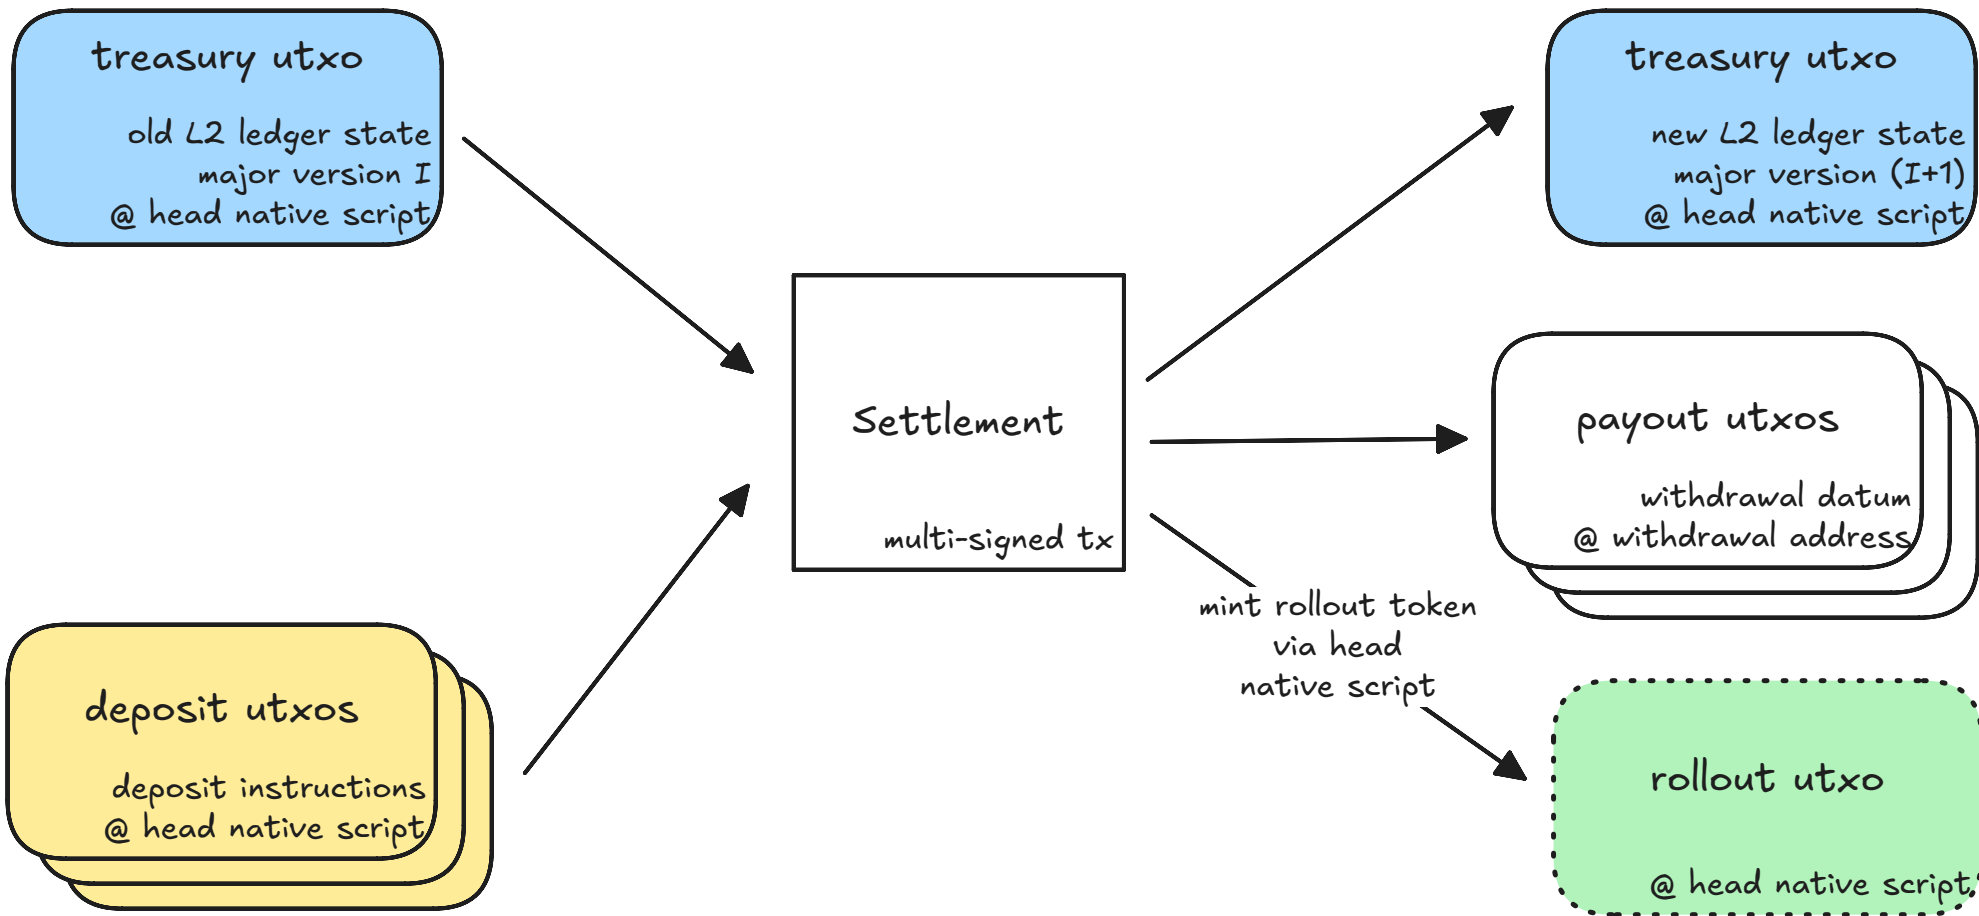 treasury utxo
old L2 ledger state
major version I
@ head native script
deposit utxos
deposit instructions
@ head native script
Settlement
multi-signed tx
mint rollout token
via head
native script
treasury utxo
new L2 ledger state
major version (I+1)
@ head native script
payout utxos
withdrawal datum
@ withdrawal address
rollout utxo
@ head native script